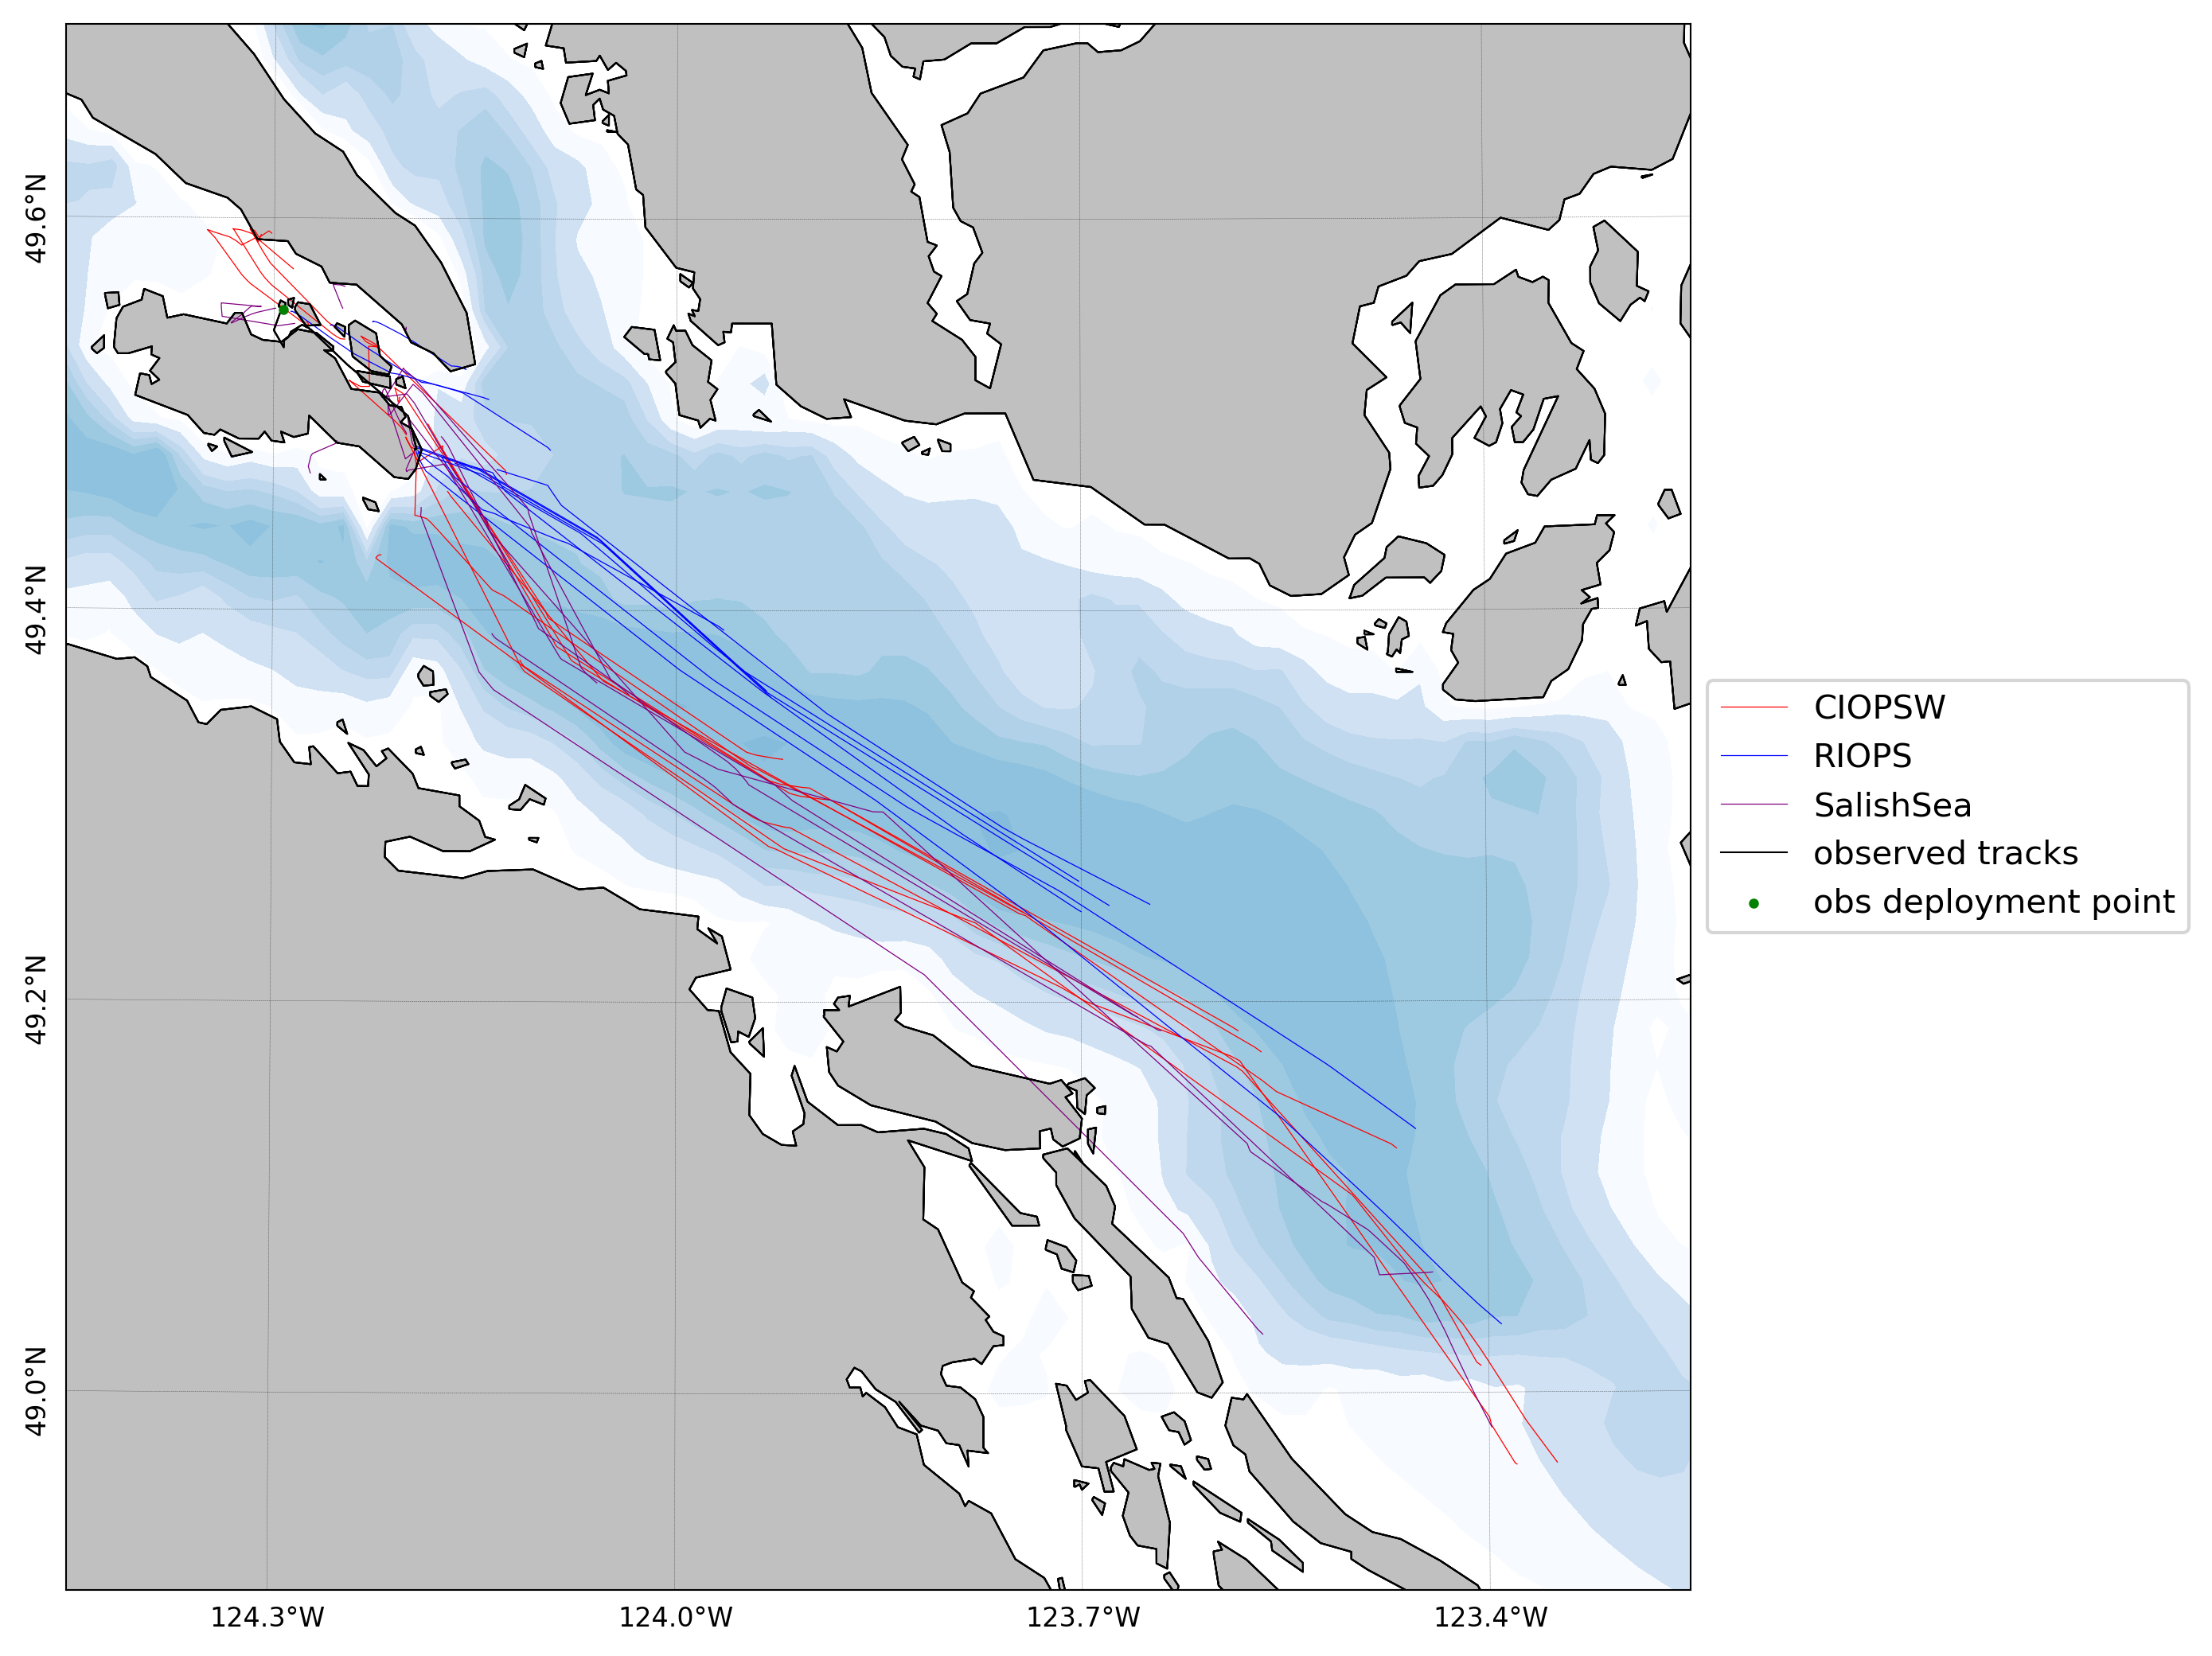 49.6°N
49.4°N
49.2°N
49.0°N
124.3°W
124.0°W
123.7°W
123.4°W
CIOPSW
RIOPS
SalishSea
observed tracks
obs deployment point